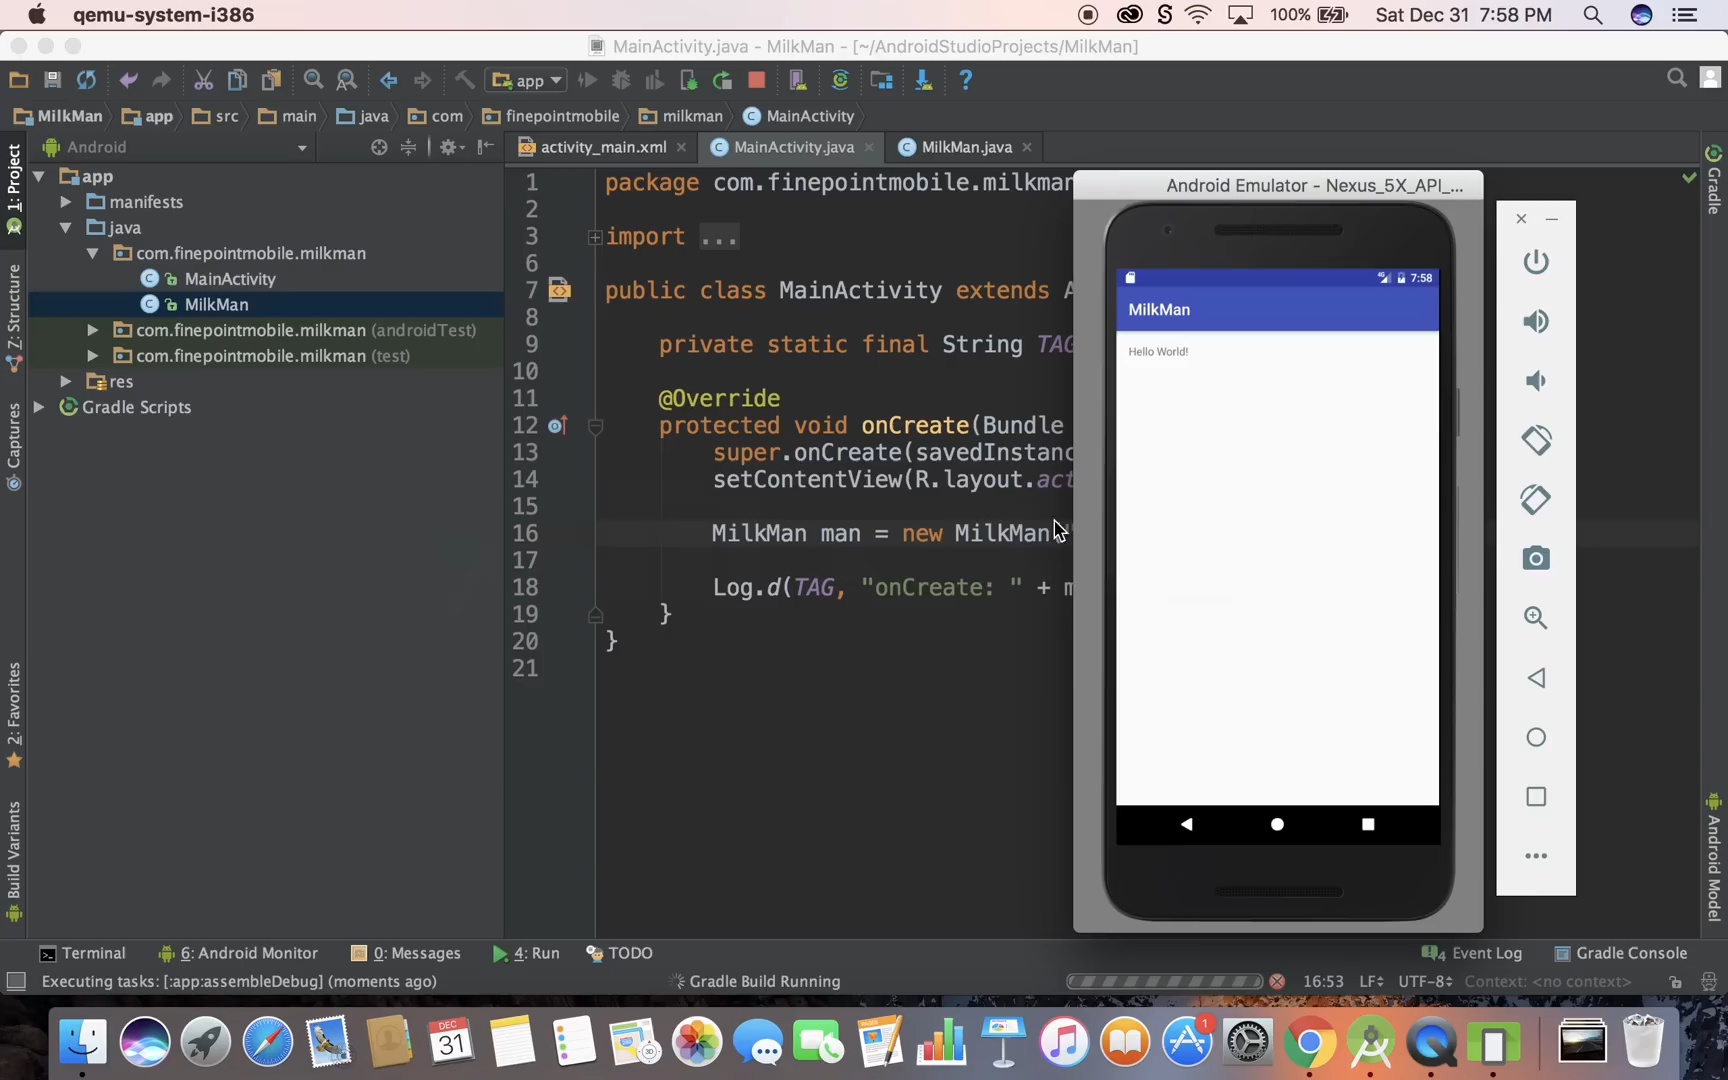 qemu-system-i386
100%
Sat Dec 31 7:58 PM
MainActivity.java - MilkMan - [~/AndroidStudioProjects/MilkMan]
app
MilkMan app src main java com finepointmobile milkman MainActivity
Android
activity_main.xml
MainActivity.java
MilkMan.java
1: Project
Z: Structure
Captures
2: Favorites
Build Variants
app
manifests
java
com.finepointmobile.milkman
MainActivity
MilkMan
com.finepointmobile.milkman (androidTest)
com.finepointmobile.milkman (test)
res
Gradle Scripts
1 package com.finepointmobile.milkman
2
3 import ...
6
7 public class MainActivity extends A
8
9 private static final String TAG
10
11 @Override
12 protected void onCreate(Bundle
13 super.onCreate(savedInstanc
14 setContentView(R.layout.act
15
16 MilkMan man = new MilkMan
17
18 Log.d(TAG, "onCreate: " + m
19 }
20 }
21
Android Emulator - Nexus_5X_API_...
7:58
MilkMan
Hello World!
Gradle
Android Model
Terminal
6: Android Monitor
0: Messages
4: Run
TODO
4 Event Log
Gradle Console
Executing tasks: [:app:assembleDebug] (moments ago)
Gradle Build Running
16:53 LF UTF-8 Context: <no context>
DEC
31
3D
1